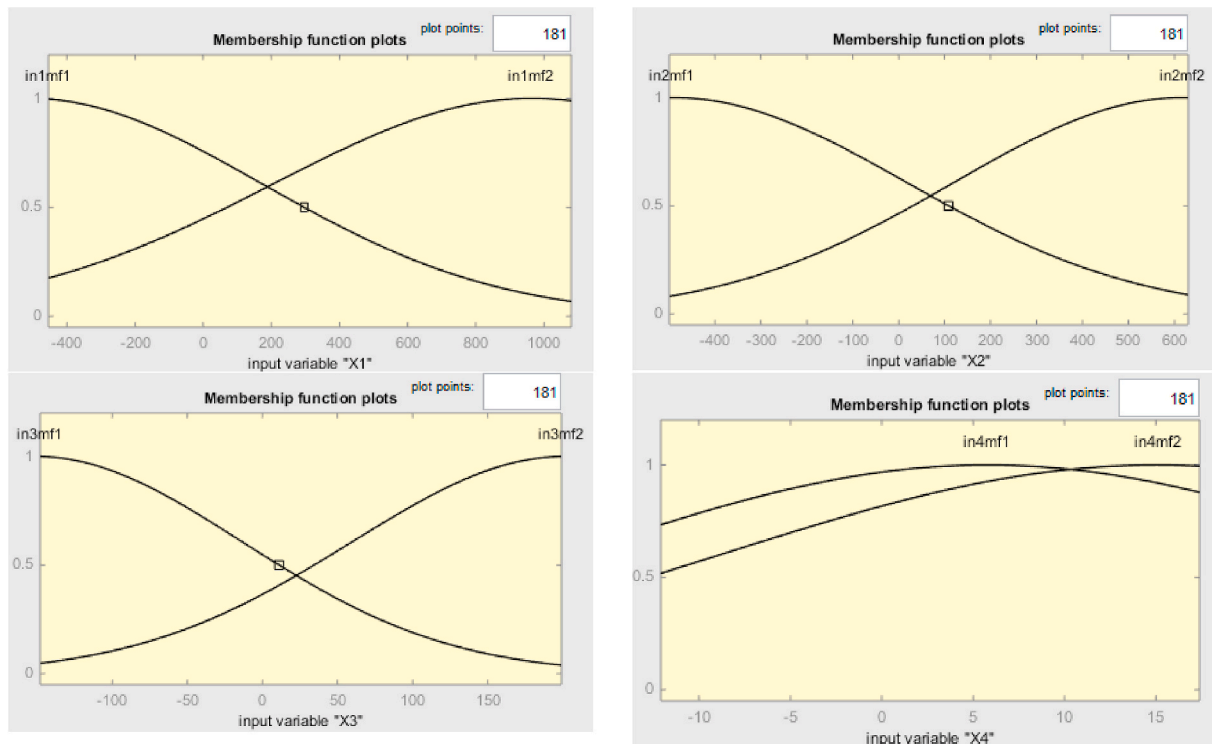 Membership function plots plot points: 181
in1mf1 in1mf2
1
0.5
0
-400 -200 0 200 400 600 800 1000
input variable "X1"
Membership function plots plot points: 181
in2mf1 in2mf2
1
0.5
0
-400 -300 -200 -100 0 100 200 300 400 500 600
input variable "X2"
Membership function plots plot points: 181
in3mf1 in3mf2
1
0.5
0
-100 -50 0 50 100 150
input variable "X3"
Membership function plots plot points: 181
in4mf1 in4mf2
1
0.5
0
-10 -5 0 5 10 15
input variable "X4"